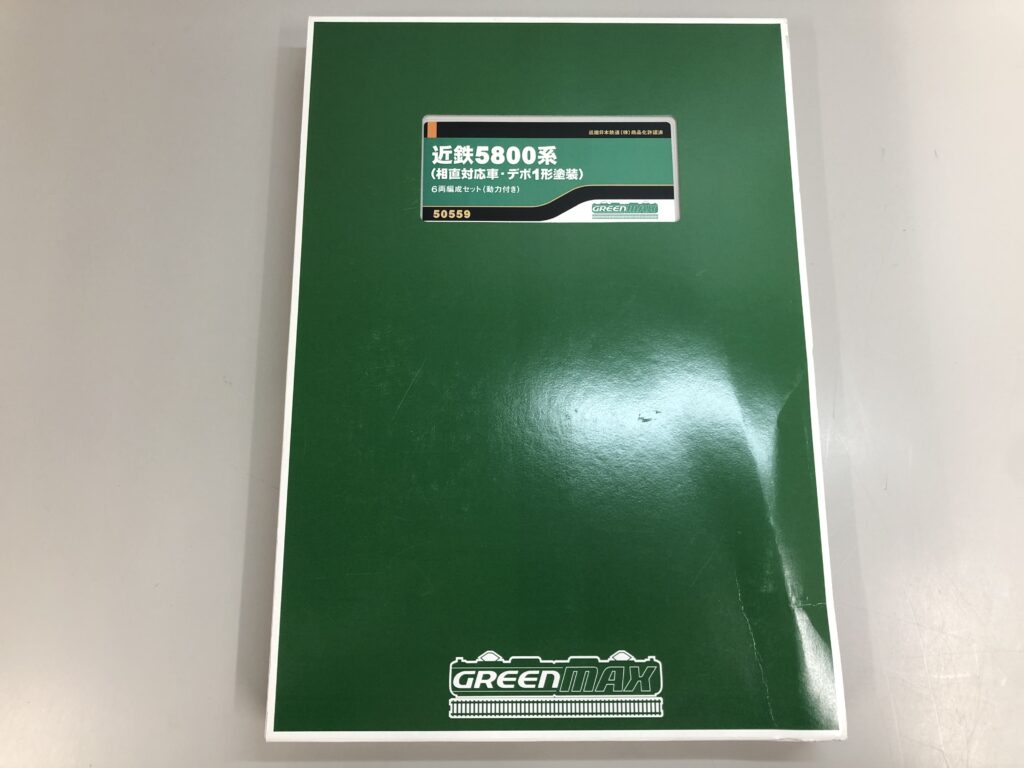 近畿日本鉄道(株)商品化許諾済
近鉄5800系
(相直対応車・デボ1形塗装)
6両編成セット(動力付き)
50559
GREENMAX
GREENMAX